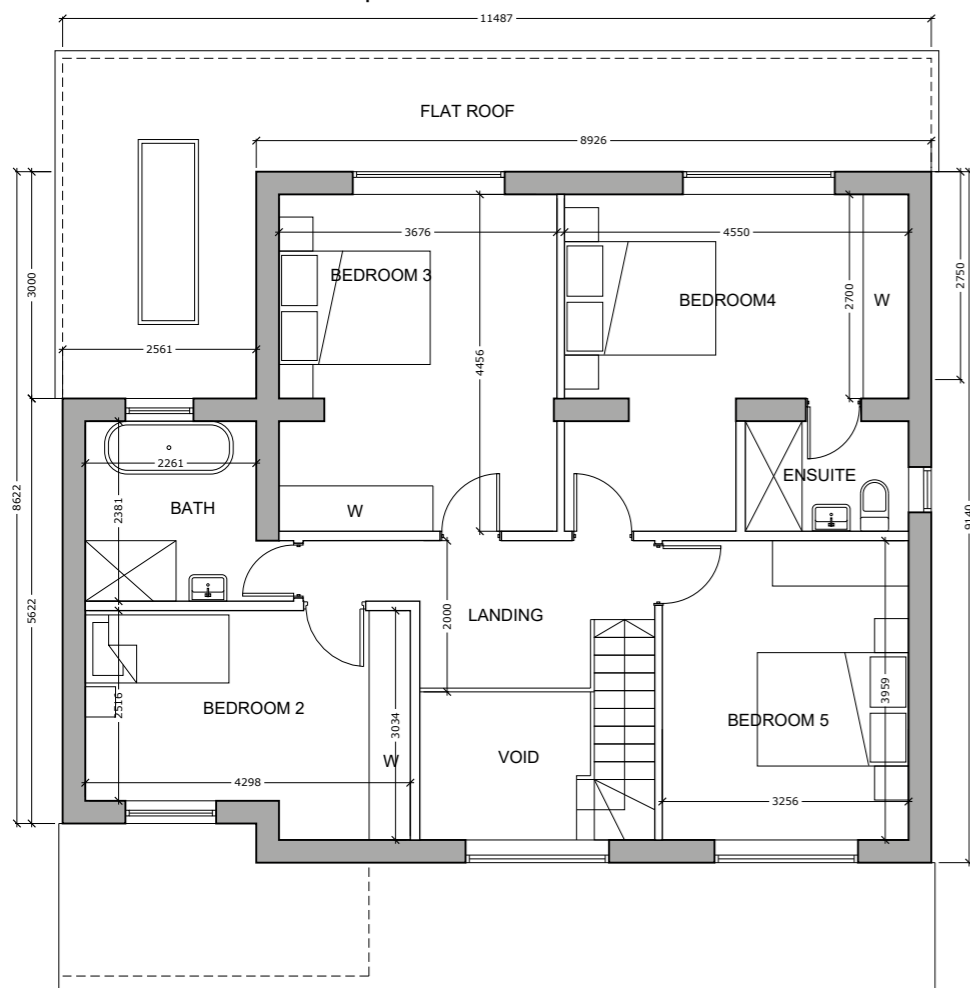 11487
FLAT ROOF
8926
3676
4550
BEDROOM 3
BEDROOM4
W
2700
2750
3000
2561
4456
2261
ENSUITE
BATH
2381
W
8622
9140
5622
LANDING
2000
BEDROOM 2
2516
3034
BEDROOM 5
3959
VOID
W
4298
3256